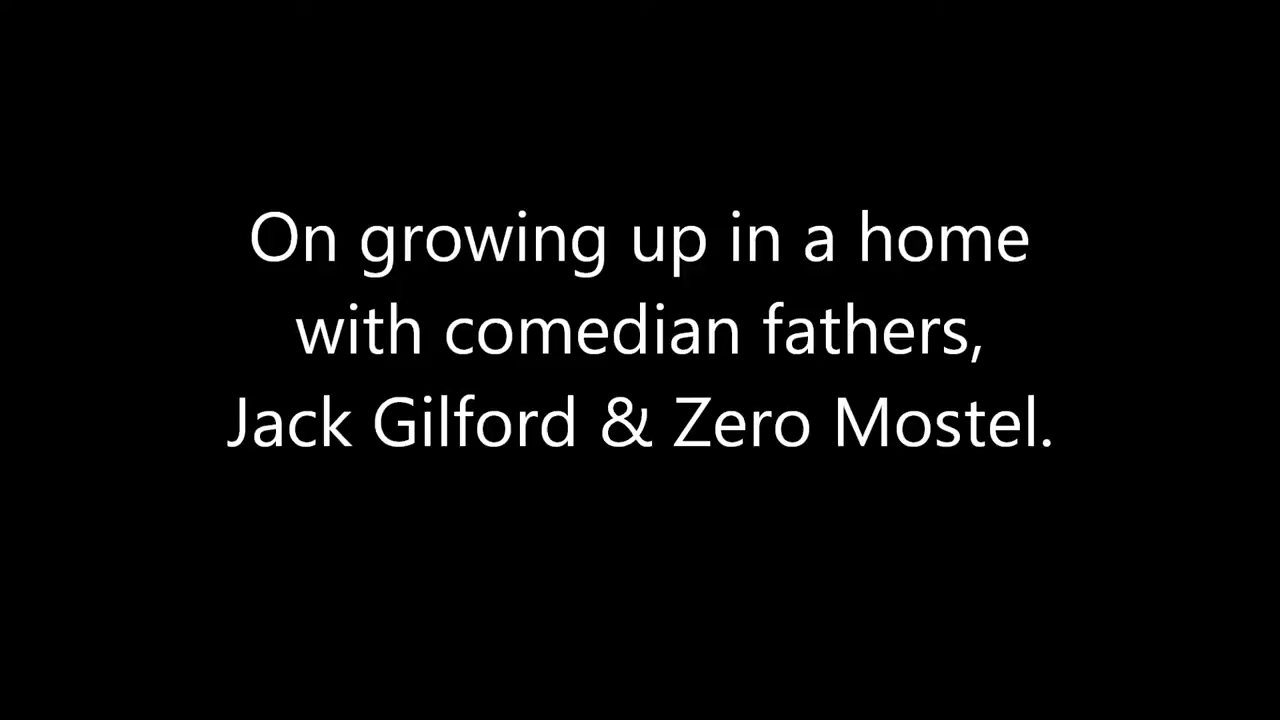 On growing up in a home
with comedian fathers,
Jack Gilford & Zero Mostel.